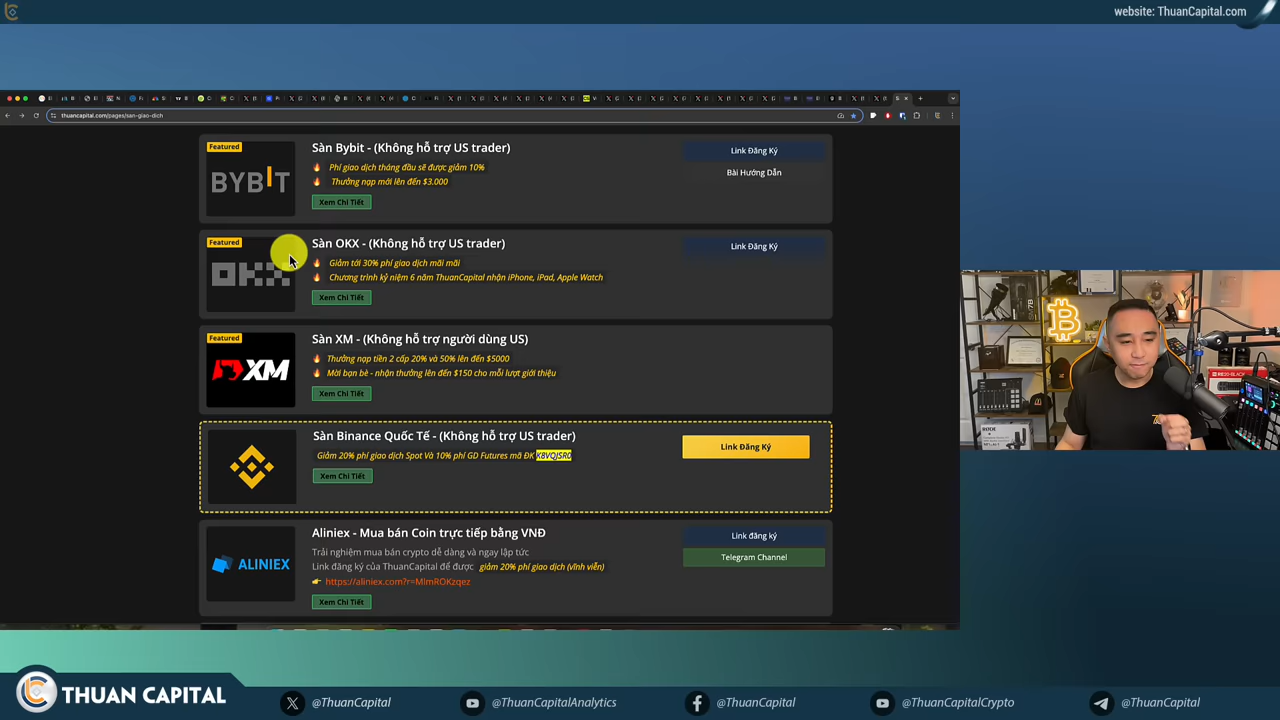 website: ThuanCapital.com
thuancapital.com/pages/san-giao-dich
Featured
BYBIT
Sàn Bybit - (Không hỗ trợ US trader)
Phí giao dịch tháng đầu sẽ được giảm 10%
Thưởng nạp mới lên đến $3.000
Xem Chi Tiết
Link Đăng Ký
Bài Hướng Dẫn
Featured
OKX
Sàn OKX - (Không hỗ trợ US trader)
Giảm tới 30% phí giao dịch mãi mãi
Chương trình kỷ niệm 6 năm ThuanCapital nhận iPhone, iPad, Apple Watch
Xem Chi Tiết
Link Đăng Ký
Featured
XM
Sàn XM - (Không hỗ trợ người dùng US)
Thưởng nạp tiền 2 cấp 20% và 50% lên đến $5000
Mời bạn bè - nhận thưởng lên đến $150 cho mỗi lượt giới thiệu
Xem Chi Tiết
Sàn Binance Quốc Tế - (Không hỗ trợ US trader)
Giảm 20% phí giao dịch Spot Và 10% phí GD Futures mã ĐK K8VQJSR0
Xem Chi Tiết
Link Đăng Ký
ALINIEX
Aliniex - Mua bán Coin trực tiếp bằng VNĐ
Trải nghiệm mua bán crypto dễ dàng và ngay lập tức
Link đăng ký của ThuanCapital để được giảm 20% phí giao dịch (vĩnh viễn)
https://aliniex.com?r=MlmROKzqez
Xem Chi Tiết
Link đăng ký
Telegram Channel
RØDE
THUAN CAPITAL
@ThuanCapital
@ThuanCapitalAnalytics
@ThuanCapital
@ThuanCapitalCrypto
@ThuanCapital